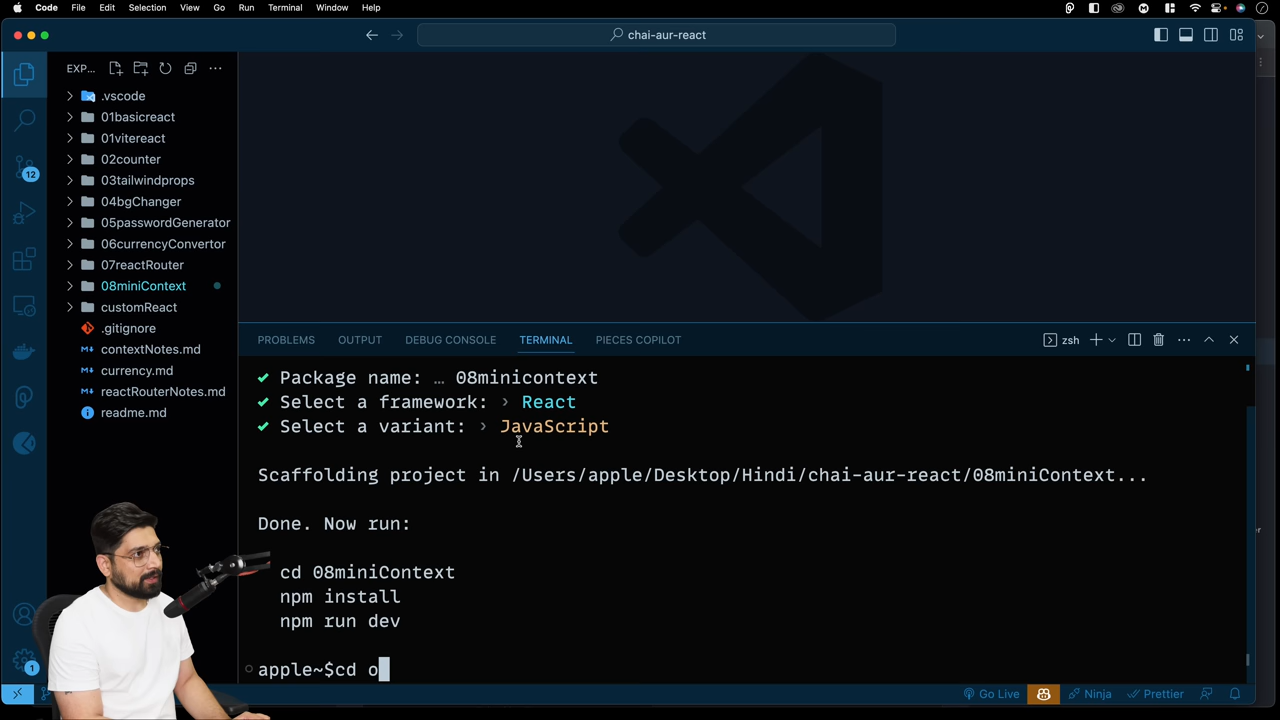 Code File Edit Selection View Go Run Terminal Window Help
chai-aur-react
EXP...
.vscode
01basicreact
01vitereact
02counter
03tailwindprops
04bgChanger
05passwordGenerator
06currencyConvertor
07reactRouter
08miniContext
customReact
.gitignore
contextNotes.md
currency.md
reactRouterNotes.md
readme.md
12
1
PROBLEMS OUTPUT DEBUG CONSOLE TERMINAL PIECES COPILOT
zsh
✔ Package name: … 08minicontext
✔ Select a framework: › React
✔ Select a variant: › JavaScript
Scaffolding project in /Users/apple/Desktop/Hindi/chai-aur-react/08miniContext...
Done. Now run:
cd 08miniContext
npm install
npm run dev
apple~$cd o
Go Live Ninja Prettier